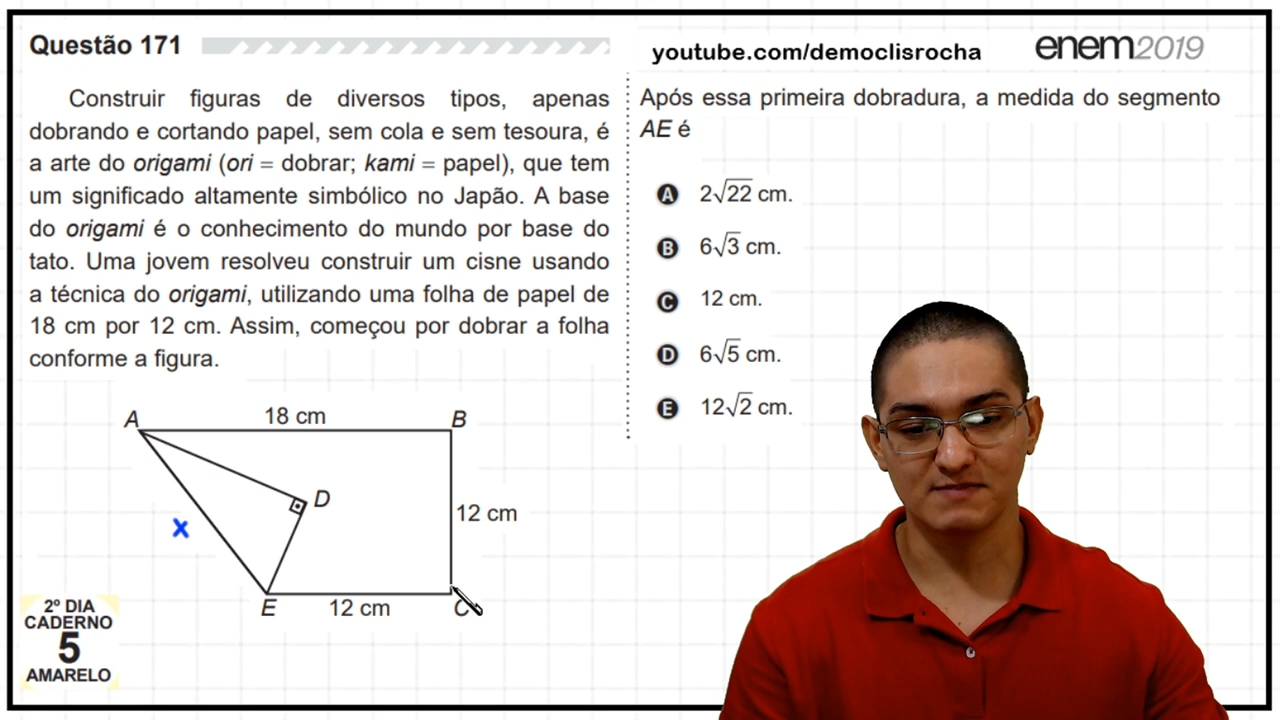 Questão 171
youtube.com/democlisrocha
enem2019
Construir figuras de diversos tipos, apenas
dobrando e cortando papel, sem cola e sem tesoura, é
a arte do origami (ori = dobrar; kami = papel), que tem
um significado altamente simbólico no Japão. A base
do origami é o conhecimento do mundo por base do
tato. Uma jovem resolveu construir um cisne usando
a técnica do origami, utilizando uma folha de papel de
18 cm por 12 cm. Assim, começou por dobrar a folha
conforme a figura.
A
18 cm
B
D
x
12 cm
E
12 cm
C
2º DIA
CADERNO
5
AMARELO
Após essa primeira dobradura, a medida do segmento
AE é
A 2√22 cm.
B 6√3 cm.
C 12 cm.
D 6√5 cm.
E 12√2 cm.